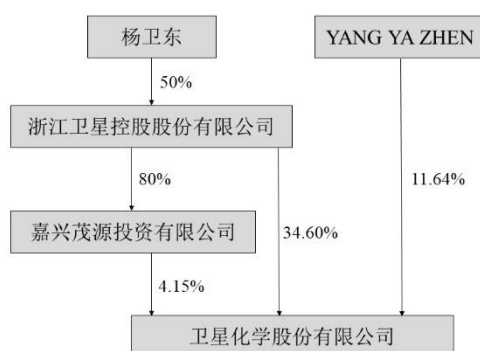 杨卫东
YANG YA ZHEN
50%
浙江卫星控股股份有限公司
80%
11.64%
嘉兴茂源投资有限公司
34.60%
4.15%
卫星化学股份有限公司